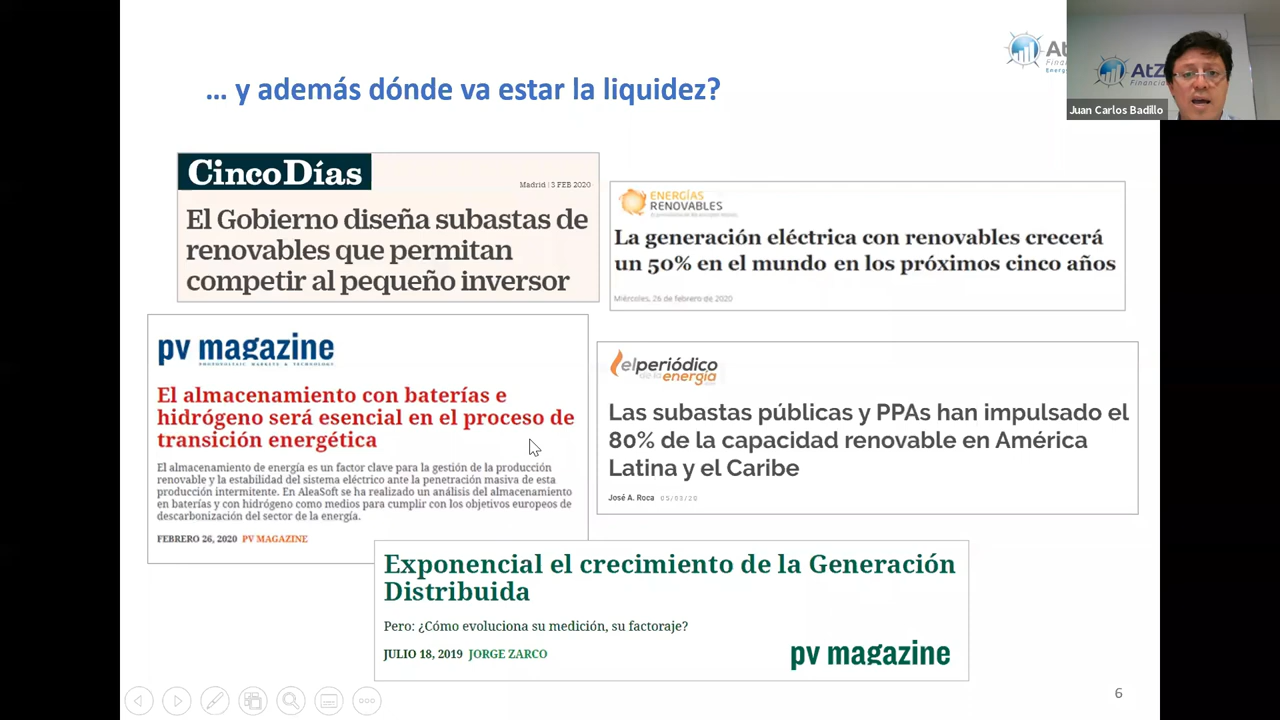 … y además dónde va estar la liquidez?
Juan Carlos Badillo
CincoDías
Madrid | 3 FEB 2020
El Gobierno diseña subastas de
renovables que permitan
competir al pequeño inversor
ENERGÍAS
RENOVABLES
La generación eléctrica con renovables crecerá
un 50% en el mundo en los próximos cinco años
Miércoles, 26 de febrero de 2020
pv magazine
PHOTOVOLTAIC MARKETS & TECHNOLOGY
El almacenamiento con baterías e
hidrógeno será esencial en el proceso de
transición energética
El almacenamiento de energía es un factor clave para la gestión de la producción
renovable y la estabilidad del sistema eléctrico ante la penetración masiva de esta
producción intermitente. En AleaSoft se ha realizado un análisis del almacenamiento
en baterías y con hidrógeno como medios para cumplir con los objetivos europeos de
descarbonización del sector de la energía.
FEBRERO 26, 2020 PV MAGAZINE
elperiódico
de la energía
Las subastas públicas y PPAs han impulsado el
80% de la capacidad renovable en América
Latina y el Caribe
José A. Roca 05/03/20
Exponencial el crecimiento de la Generación
Distribuida
Pero: ¿Cómo evoluciona su medición, su factoraje?
JULIO 18, 2019 JORGE ZARCO
pv magazine
6